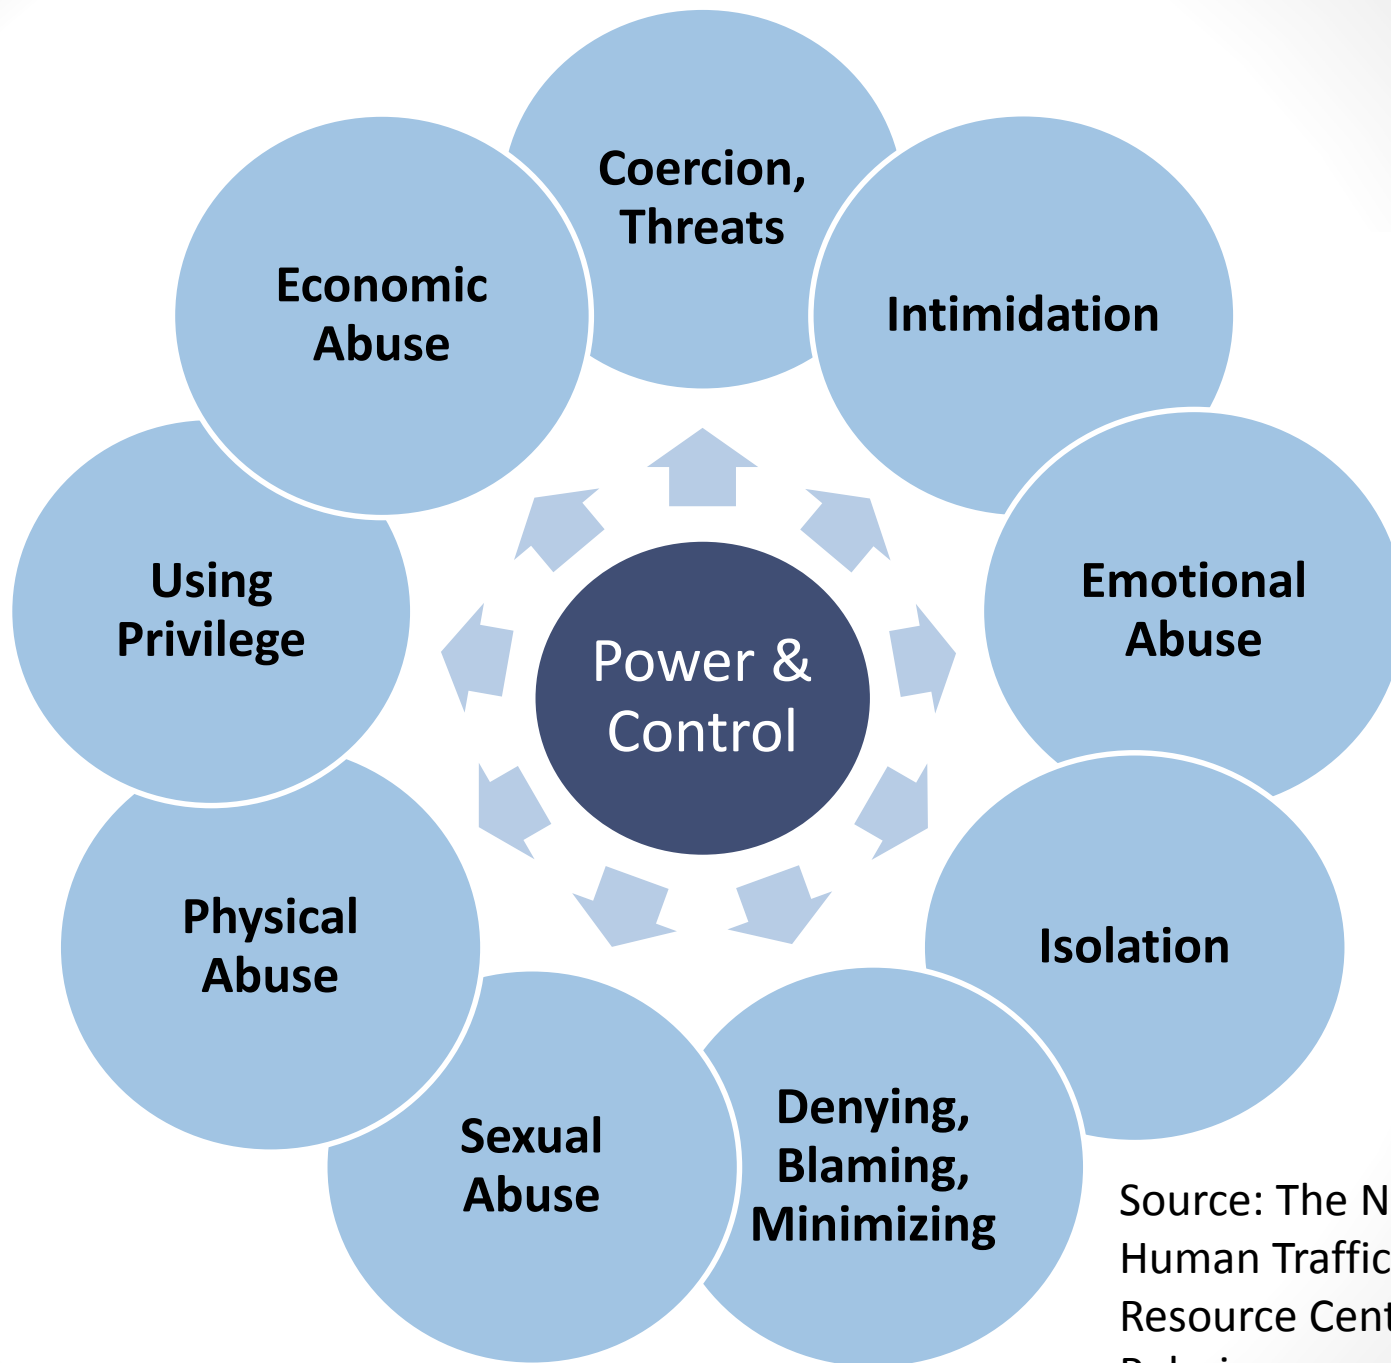 Coercion,
Threats
Intimidation
Emotional
Abuse
Isolation
Denying,
Blaming,
Minimizing
Sexual
Abuse
Physical
Abuse
Using
Privilege
Economic
Abuse
Power &
Control
Source: The N
Human Traffic
Resource Cent